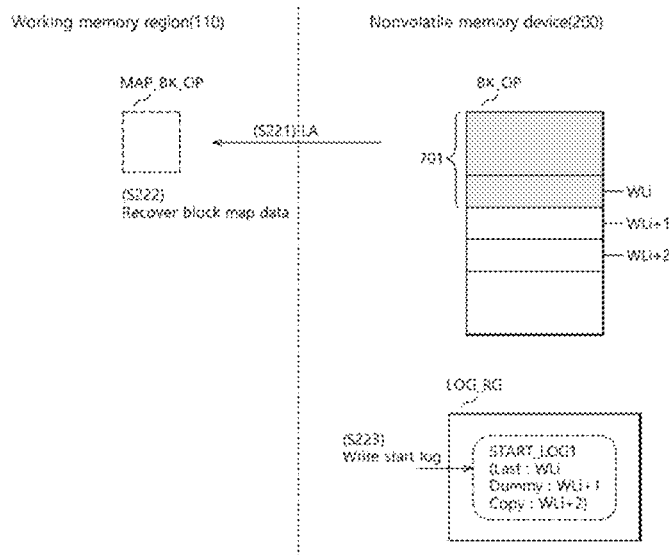 Working memory region(110)
Nonvolatile memory device(200)
MAP_BK_OP
BK_OP
(S221) LA
701
(S222)
Recover block map data
WLi
WLi+1
WLi+2
LOG_RG
(S223)
Write start log
START_LOG1
(Last : WLi
Dummy : WLi+1
Copy : WLi+2)